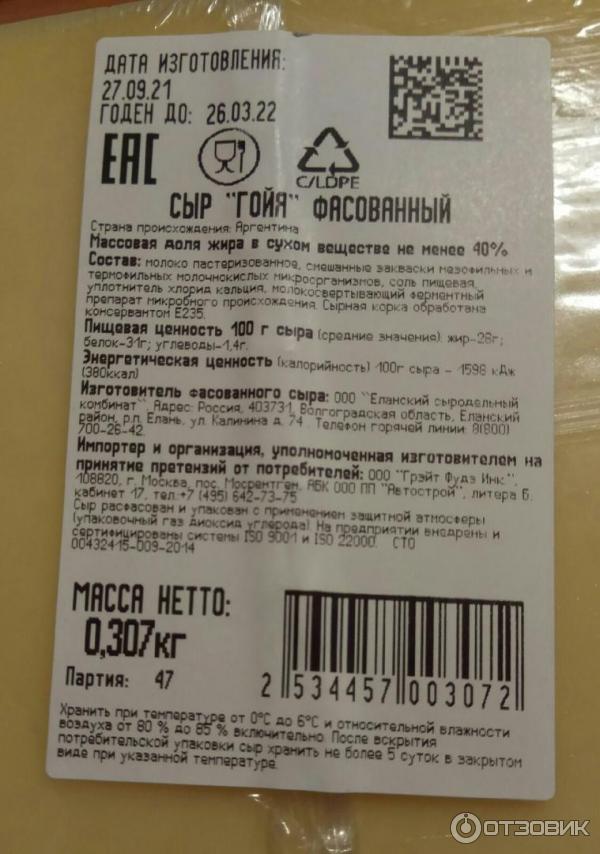 ДАТА ИЗГОТОВЛЕНИЯ:
27.09.21
ГОДЕН ДО: 26.03.22
EAC
C/LDPE
СЫР "ГОЙЯ" ФАСОВАННЫЙ
Страна происхождения: Аргентина
Массовая доля жира в сухом веществе не менее 40%
Состав: молоко пастеризованное, смешанные закваски мезофильных и
термофильных молочнокислых микроорганизмов, соль пищевая,
уплотнитель хлорид кальция, молокосвертывающий ферментный
препарат микробного происхождения. Сырная корка обработана
консервантом Е235.
Пищевая ценность 100 г сыра (средние значения): жир-28г;
белок-31г; углеводы-1,4г.
Энергетическая ценность (калорийность) 100г сыра - 1598 кДж
(380ккал)
Изготовитель фасованного сыра: ООО "Еланский сыродельный
комбинат". Адрес: Россия, 403731, Волгоградская область, Еланский
район, р.п. Елань, ул. Калинина д. 74. Телефон горячей линии: 8(800)
700-26-42.
Импортер и организация, уполномоченная изготовителем на
принятие претензий от потребителей: ООО "Грэйт Фудз Инк.",
108820, г. Москва, пос. Мосрентген, АБК ООО ПП "Автострой", литера Б,
кабинет 17, тел.:+7 (495) 642-73-75
Сыр расфасован и упакован с применением защитной атмосферы
(упаковочный газ диоксид углерода). На предприятии внедрены и
сертифицированы системы ISO 9001 и ISO 22000. СТО
00432415-009-2014
МАССА НЕТТО:
0,307кг
Партия: 47
2 534457 003072
Хранить при температуре от 0°С до 6°С и относительной влажности
воздуха от 80 % до 85 % включительно. После вскрытия
потребительской упаковки сыр хранить не более 5 суток в закрытом
виде при указанной температуре.
ОТЗОВИК